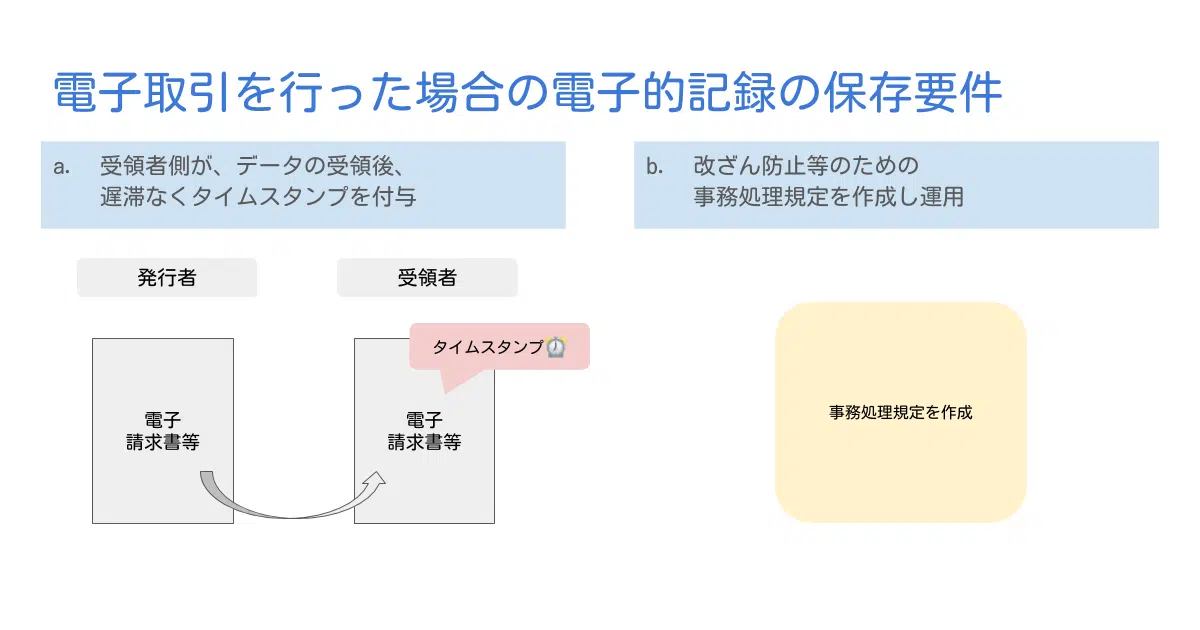 電子取引を行った場合の電子的記録の保存要件
a. 受領者側が、データの受領後、
遅滞なくタイムスタンプを付与
b. 改ざん防止等のための
事務処理規定を作成し運用
発行者
受領者
タイムスタンプ⏰
電子
請求書等
電子
請求書等
事務処理規定を作成